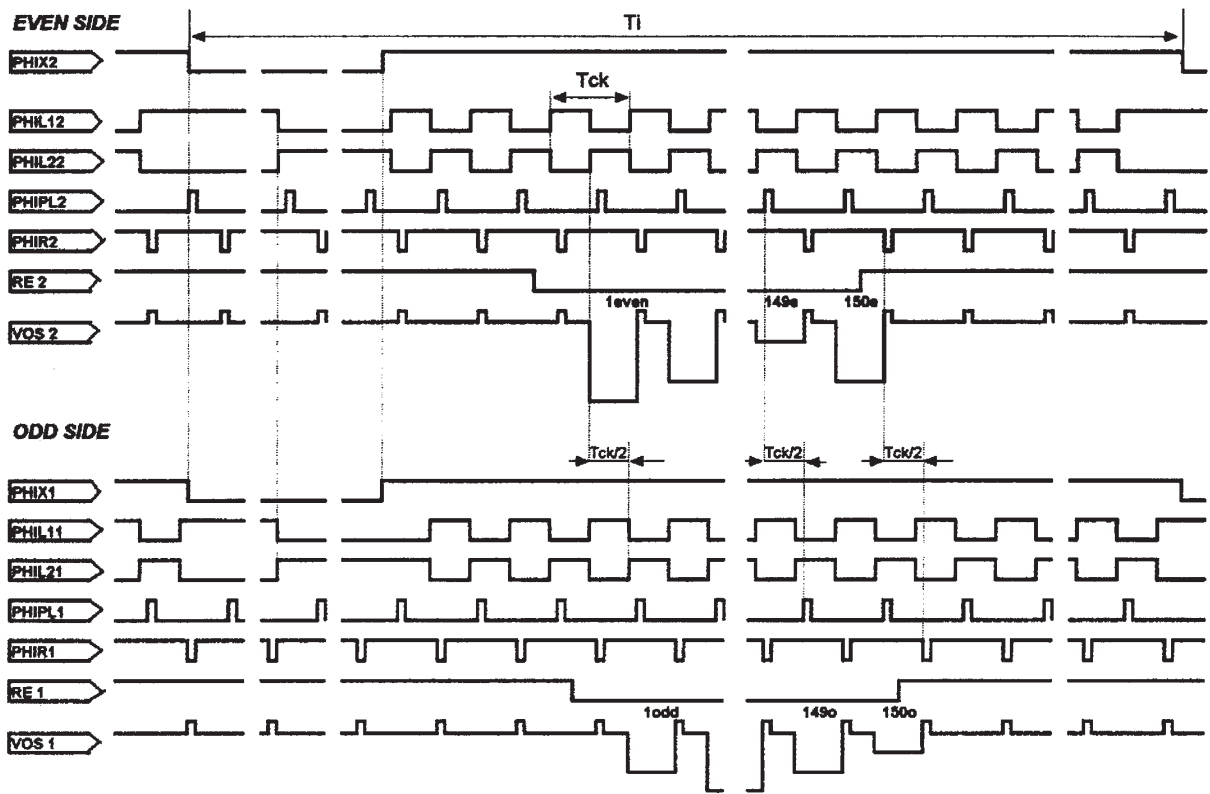 EVEN SIDE
Ti
PHIX2
Tck
PHIL12
PHIL22
PHIPL2
PHIR2
RE 2
1even 149e 150e
VOS 2
ODD SIDE
Tck/2 Tck/2 Tck/2
PHIX1
PHIL11
PHIL21
PHIPL1
PHIR1
RE 1
1odd 149o 150o
VOS 1